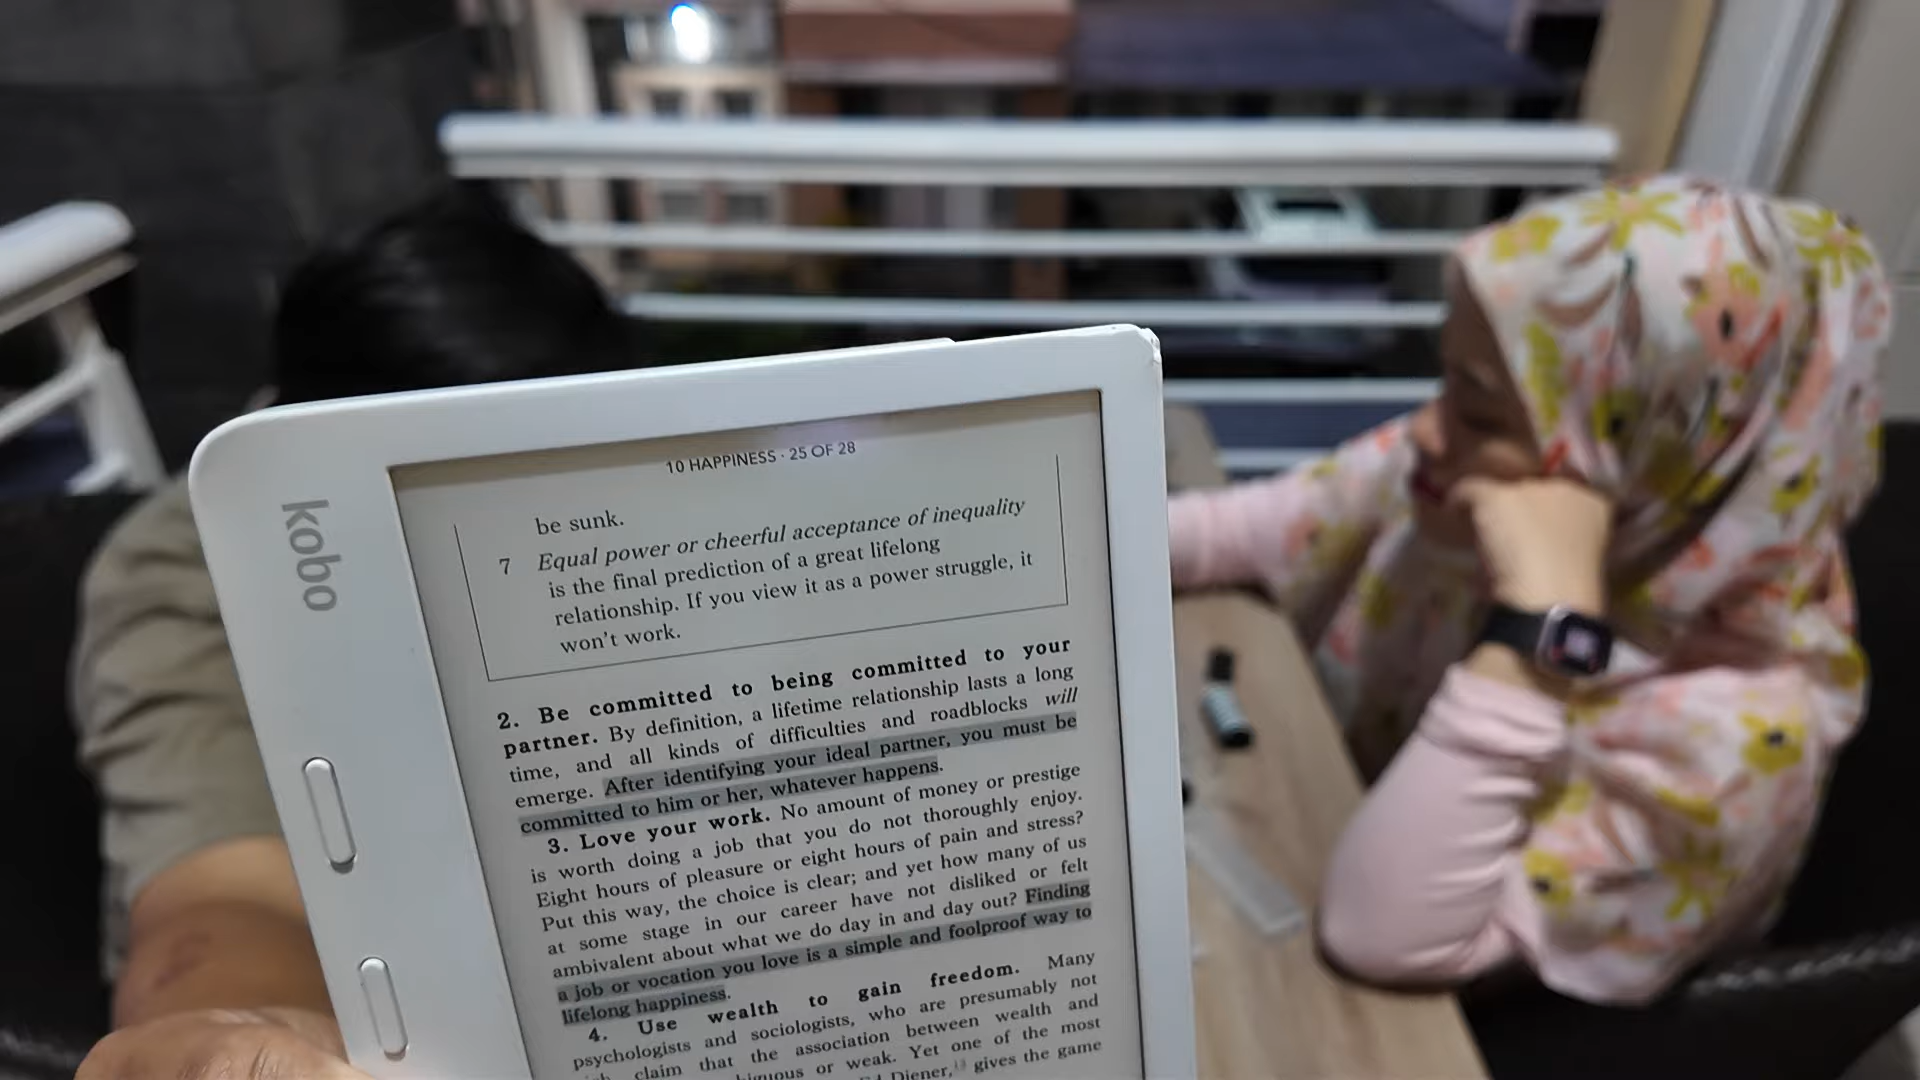 kobo
10 HAPPINESS · 25 OF 28
be sunk.
7 Equal power or cheerful acceptance of inequality
is the final prediction of a great lifelong
relationship. If you view it as a power struggle, it
won't work.
2. Be committed to being committed to your
partner. By definition, a lifetime relationship lasts a long
time, and all kinds of difficulties and roadblocks will
emerge. After identifying your ideal partner, you must be
committed to him or her, whatever happens.
3. Love your work. No amount of money or prestige
is worth doing a job that you do not thoroughly enjoy.
Eight hours of pleasure or eight hours of pain and stress?
Put this way, the choice is clear; and yet how many of us
at some stage in our career have not disliked or felt
ambivalent about what we do day in and day out? Finding
a job or vocation you love is a simple and foolproof way to
lifelong happiness.
4. Use wealth to gain freedom. Many
psychologists and sociologists, who are presumably not
claim that the association between wealth and
or weak. Yet one of the most
Diener,¹³ gives the game